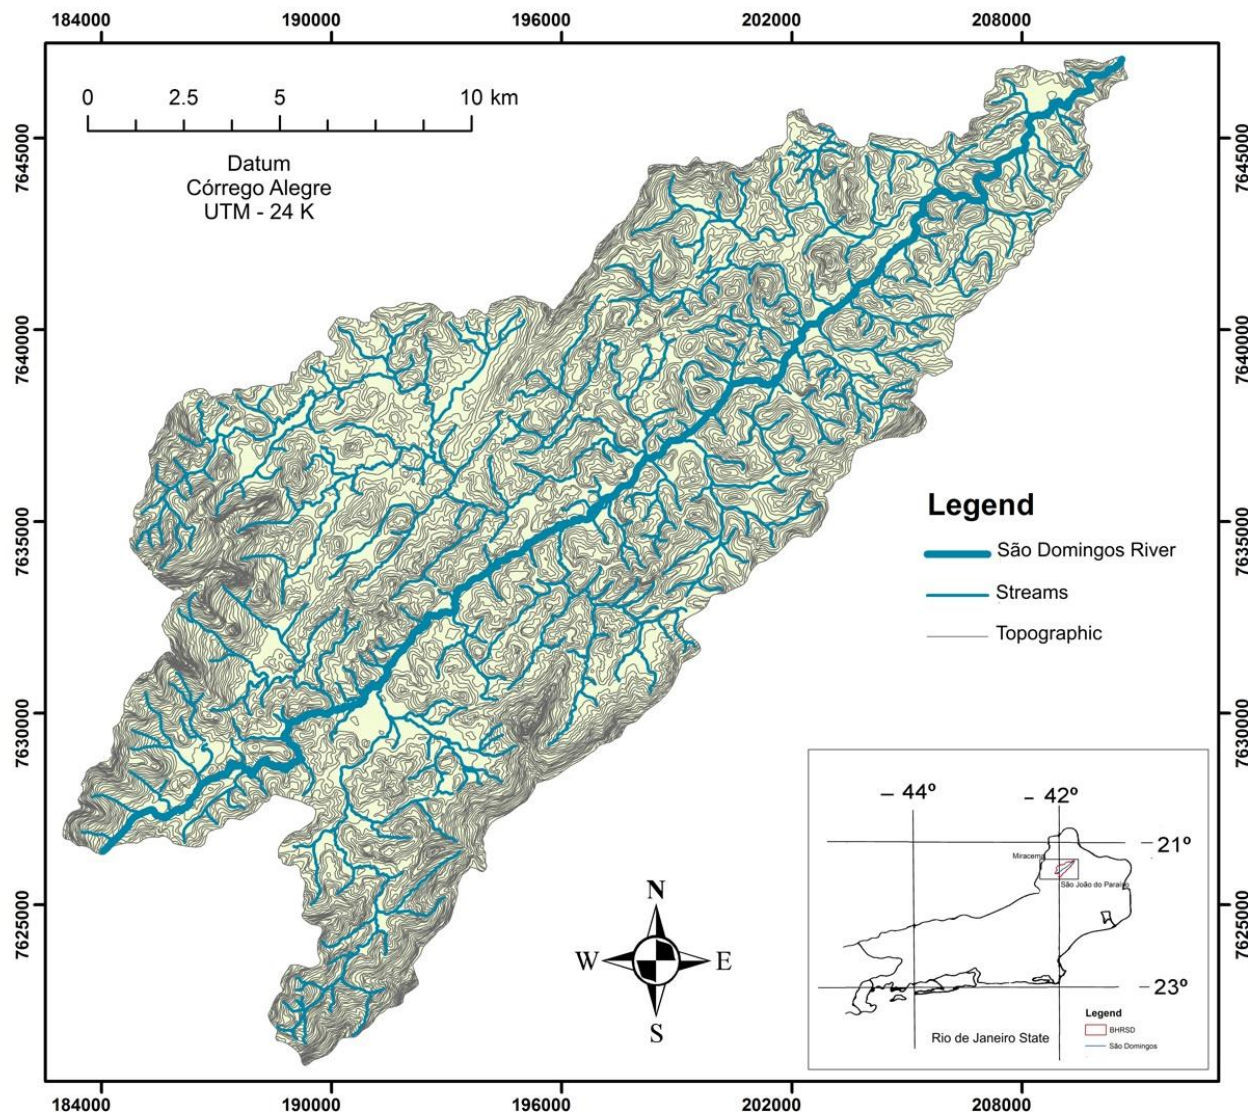 184000 190000 196000 202000 208000
0 2.5 5 10 km
Datum
Córrego Alegre
UTM - 24 K
7645000
7640000
7635000
7630000
7625000
7645000
7640000
7635000
7630000
7625000
Legend
São Domingos River
Streams
Topographic
N
W E
S
– 44º – 42º
–21º
Miracema
São João do Paraíso
–23º
Rio de Janeiro State
Legend
BHRSD
São Domingos
184000 190000 196000 202000 208000